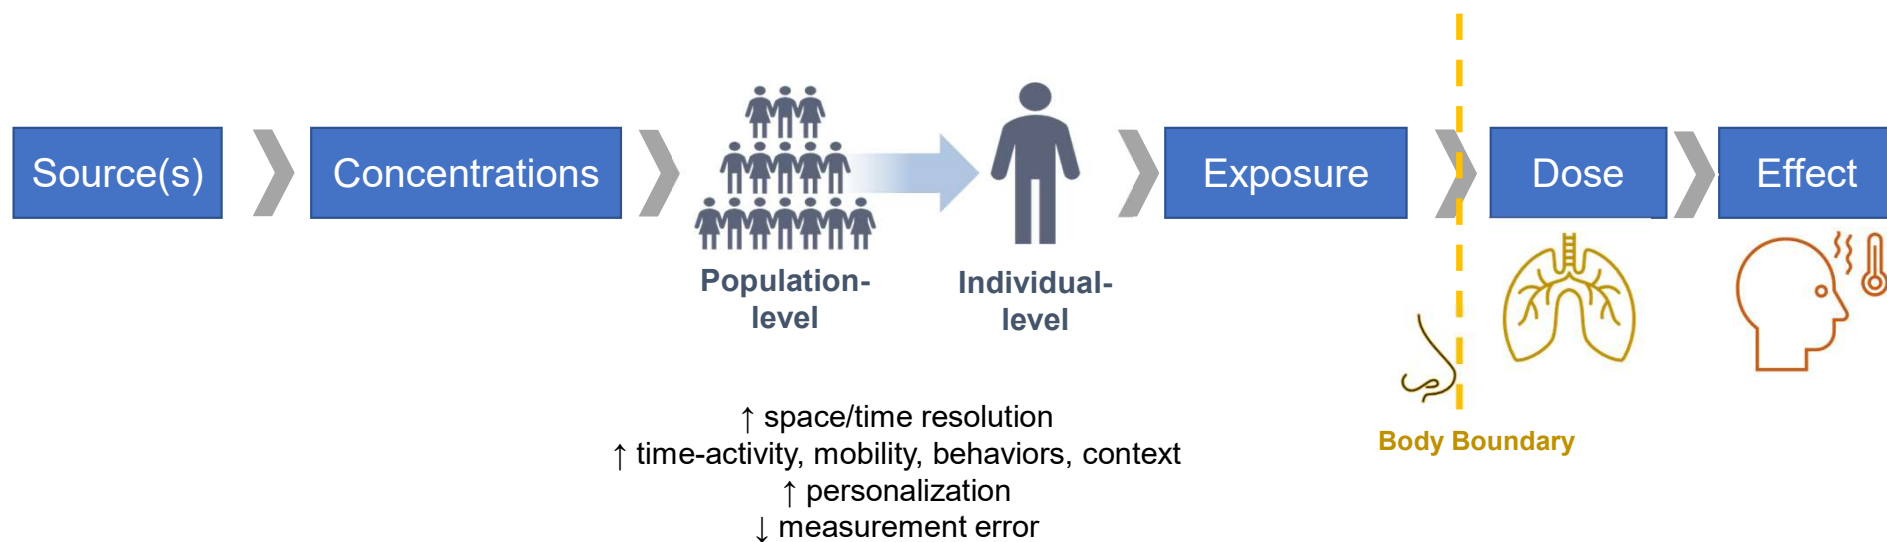 Source(s)
Concentrations
Exposure
Dose
Effect
Population-
level
Individual-
level
↑ space/time resolution
↑ time-activity, mobility, behaviors, context
↑ personalization
↓ measurement error
Body Boundary